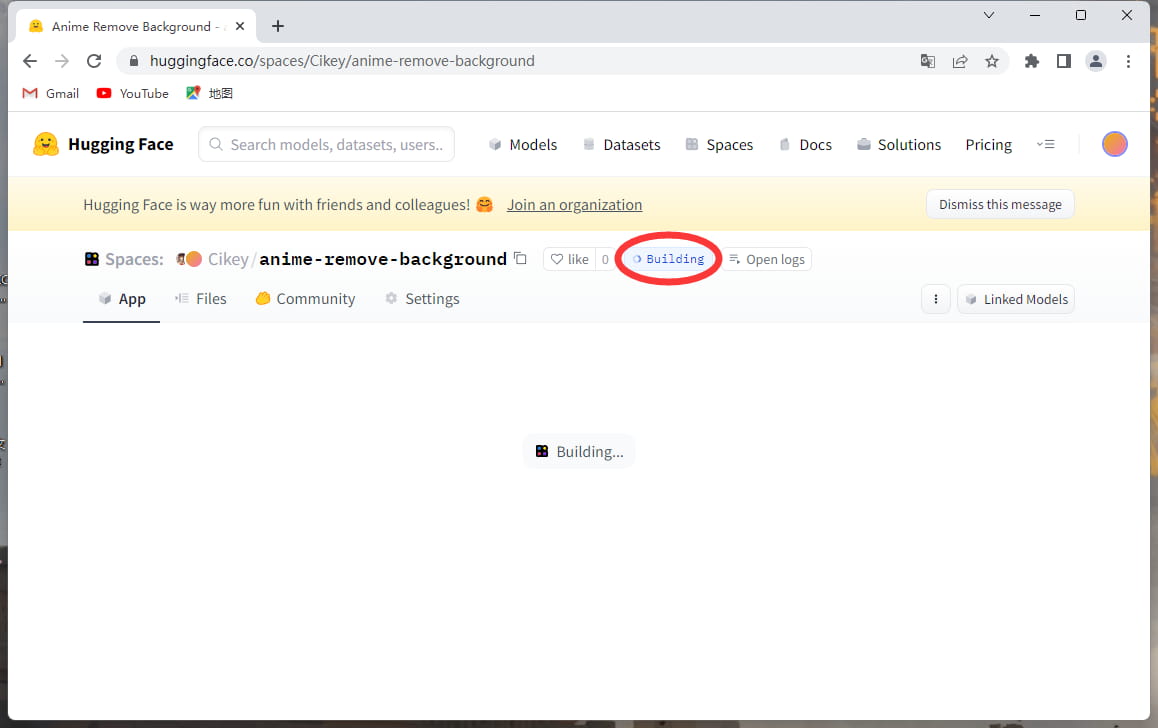 Anime Remove Background -
huggingface.co/spaces/Cikey/anime-remove-background
Gmail YouTube 地图
Hugging Face Search models, datasets, users.. Models Datasets Spaces Docs Solutions Pricing
Hugging Face is way more fun with friends and colleagues! 🤗 Join an organization Dismiss this message
Spaces: Cikey/anime-remove-background like 0 Building Open logs
App Files Community Settings Linked Models
Building...